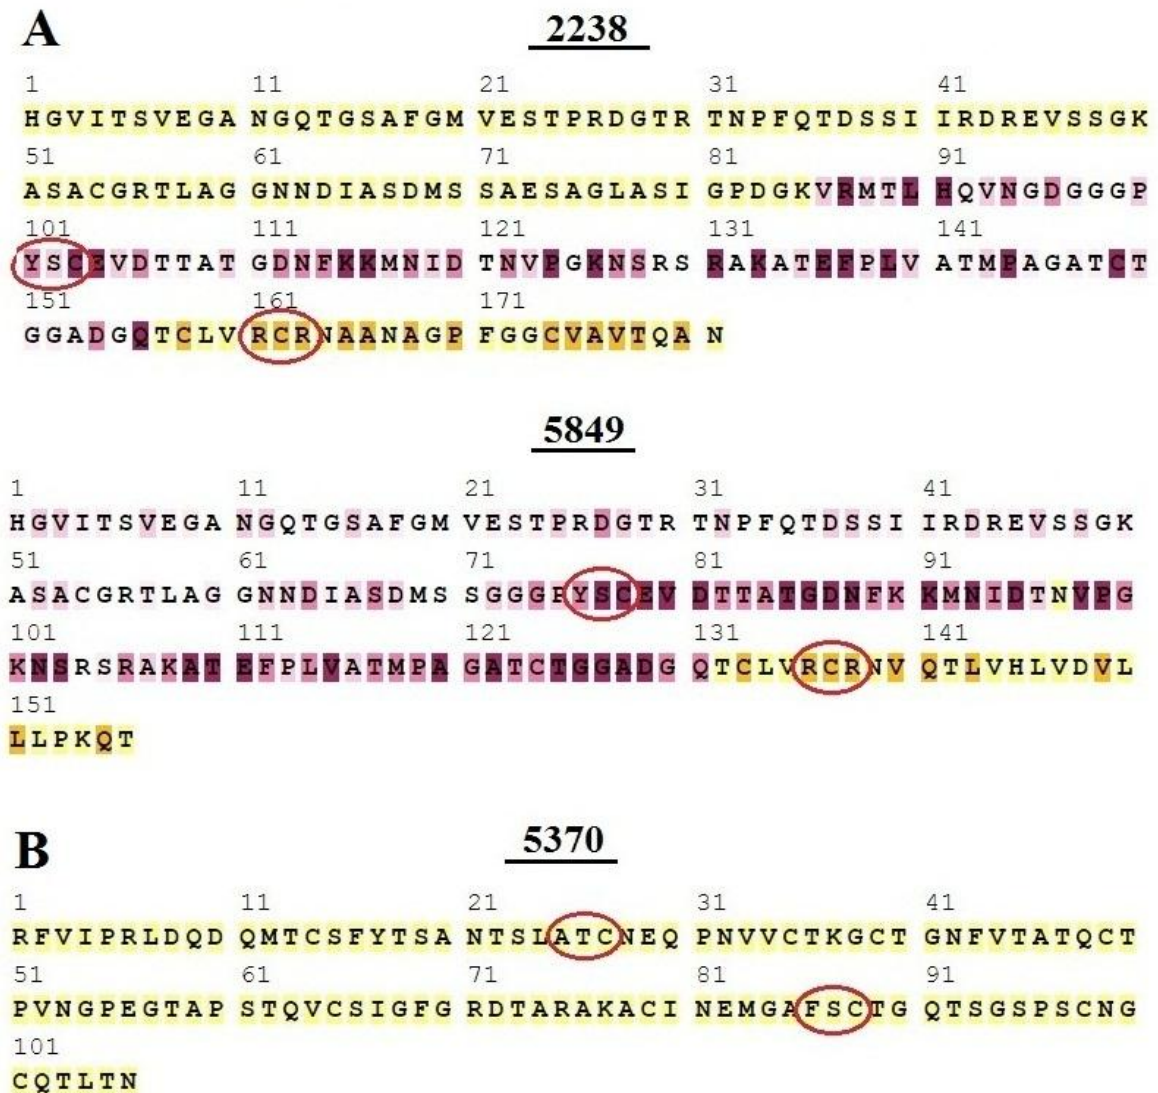 A 2238
1 11 21 31 41
HGVITSVEGA NGQTGSAFGM VESTPRDGTR TNPFQTDSSI IRDREVSSGK
51 61 71 81 91
ASACGRTLAG GNNDIASDMS SAESAGLASI GPDGKVRMTL HQVNGDGGGP
101 111 121 131 141
YSCEVDTTAT GDNFKKMNID TNVPGKNSRS RAKATEFPLV ATMPAGATCT
151 161 171
GGADGQTCLV RCRNAANAGP FGGCVAVTQA N
5849
1 11 21 31 41
HGVITSVEGA NGQTGSAFGM VESTPRDGTR TNPFQTDSSI IRDREVSSGK
51 61 71 81 91
ASACGRTLAG GNNDIASDMS SGGGPYSCEV DTTATGDNFK KMNIDTNVPG
101 111 121 131 141
KNSRSRAKAT EFPLVATMPA GATCTGGADG QTCLVRCRNV QTLVHLVDVL
151
LLPKQT
B 5370
1 11 21 31 41
RFVIPRLDQD QMTCSFYTSA NTSLATCNEQ PNVVCTKGCT GNFVTATQCT
51 61 71 81 91
PVNGPEGTAP STQVCSIGFG RDTARAKACI NEMGAFSCTG QTSGSPSCNG
101
CQTLTN